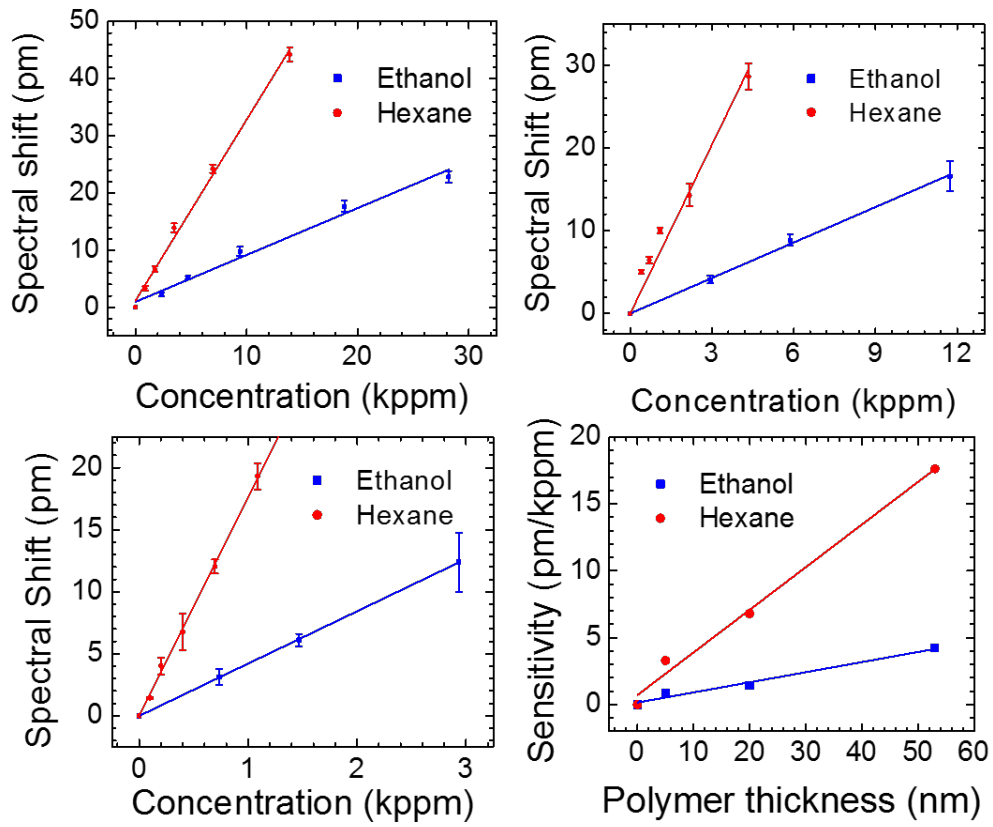 Spectral shift (pm)
50
40
30
20
10
0
Ethanol
Hexane
0 10 20 30
Concentration (kppm)
Spectral Shift (pm)
30
20
10
0
Ethanol
Hexane
0 3 6 9 12
Concentration (kppm)
Spectral Shift (pm)
20
15
10
5
0
Ethanol
Hexane
0 1 2 3
Concentration (kppm)
Sensitivity (pm/kppm)
20
15
10
5
0
Ethanol
Hexane
0 10 20 30 40 50 60
Polymer thickness (nm)